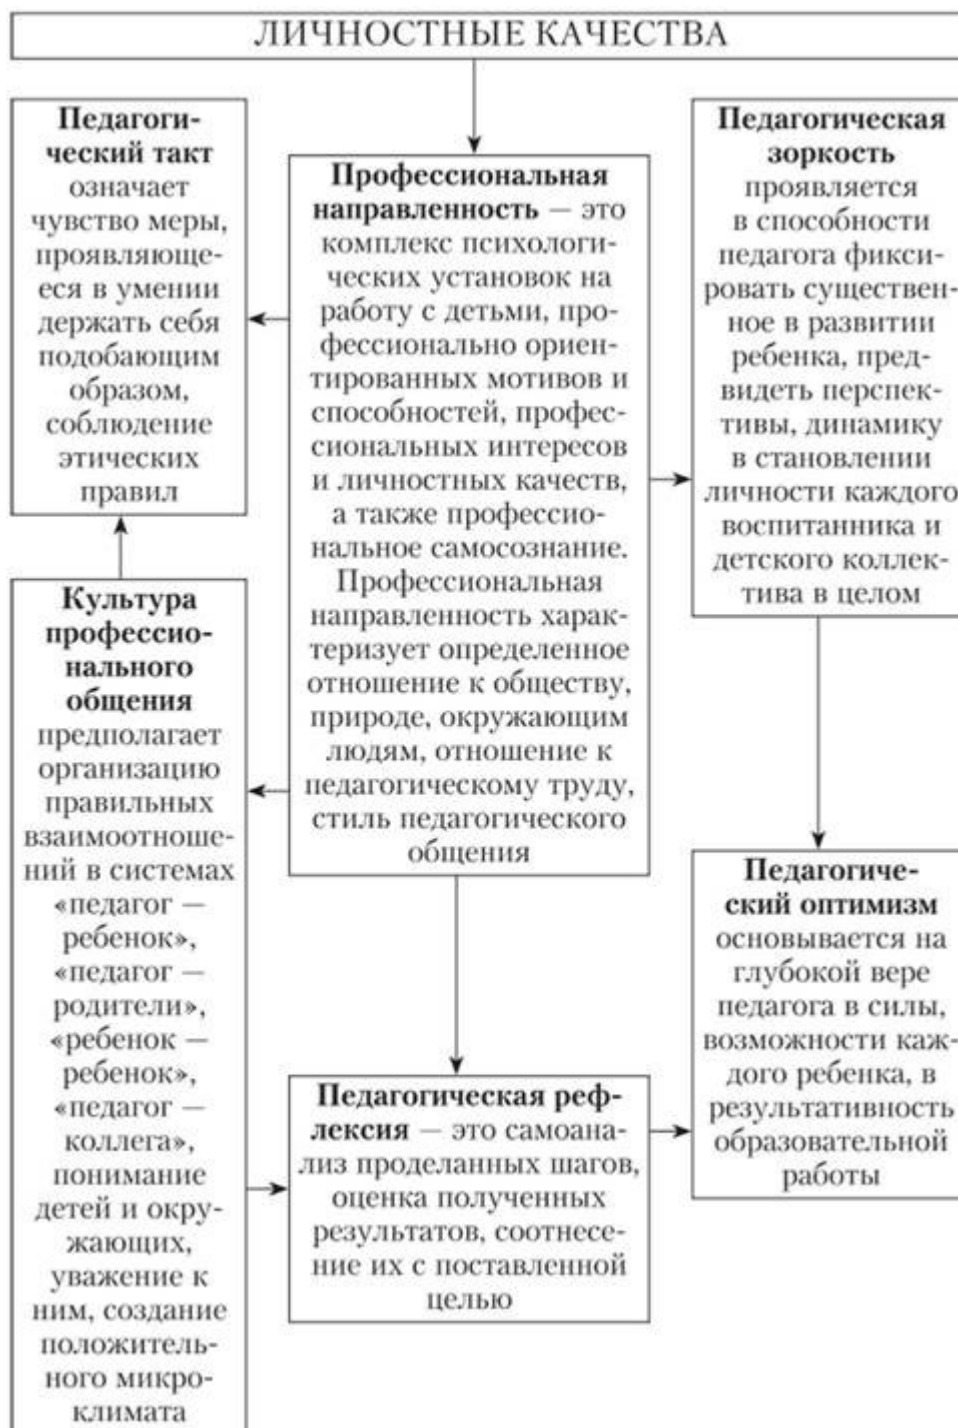 ЛИЧНОСТНЫЕ КАЧЕСТВА
Педагоги-
ческий такт
означает
чувство меры,
проявляюще-
еся в умении
держать себя
подобающим
образом,
соблюдение
этических
правил
Культура
профессио-
нального
общения
предполагает
организацию
правильных
взаимоотноше-
ний в системах
«педагог —
ребенок»,
«педагог —
родители»,
«ребенок —
ребенок»,
«педагог —
коллега»,
понимание
детей и окру-
жающих,
уважение к
ним, создание
положитель-
ного микро-
климата
Профессиональная
направленность — это
комплекс психологи-
ческих установок на
работу с детьми, про-
фессионально ориен-
тированных мотивов и
способностей, профес-
сиональных интересов
и личностных качеств,
а также профессио-
нальное самосознание.
Профессиональная
направленность харак-
теризует определенное
отношение к обществу,
природе, окружающим
людям, отношение к
педагогическому труду,
стиль педагогического
общения
Педагогическая реф-
лексия — это самоана-
лиз проделанных шагов,
оценка полученных
результатов, соотнесе-
ние их с поставленной
целью
Педагогическая
зоркость
проявляется
в способности
педагога фикси-
ровать существен-
ное в развитии
ребенка, пред-
видеть перспек-
тивы, динамику
в становлении
личности каждого
воспитанника и
детского коллек-
тива в целом
Педагогиче-
ский оптимизм
основывается на
глубокой вере
педагога в силы,
возможности каж-
дого ребенка, в
результативность
образовательной
работы